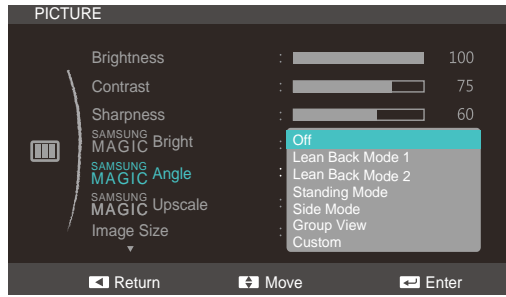 PICTURE
Brightness : 100
Contrast : 75
Sharpness : 60
SAMSUNG
MAGIC Bright :
Off
Lean Back Mode 1
SAMSUNG
MAGIC Angle :
Lean Back Mode 2
Standing Mode
SAMSUNG
MAGIC Upscale :
Side Mode
Group View
Image Size :
Custom
Return Move Enter